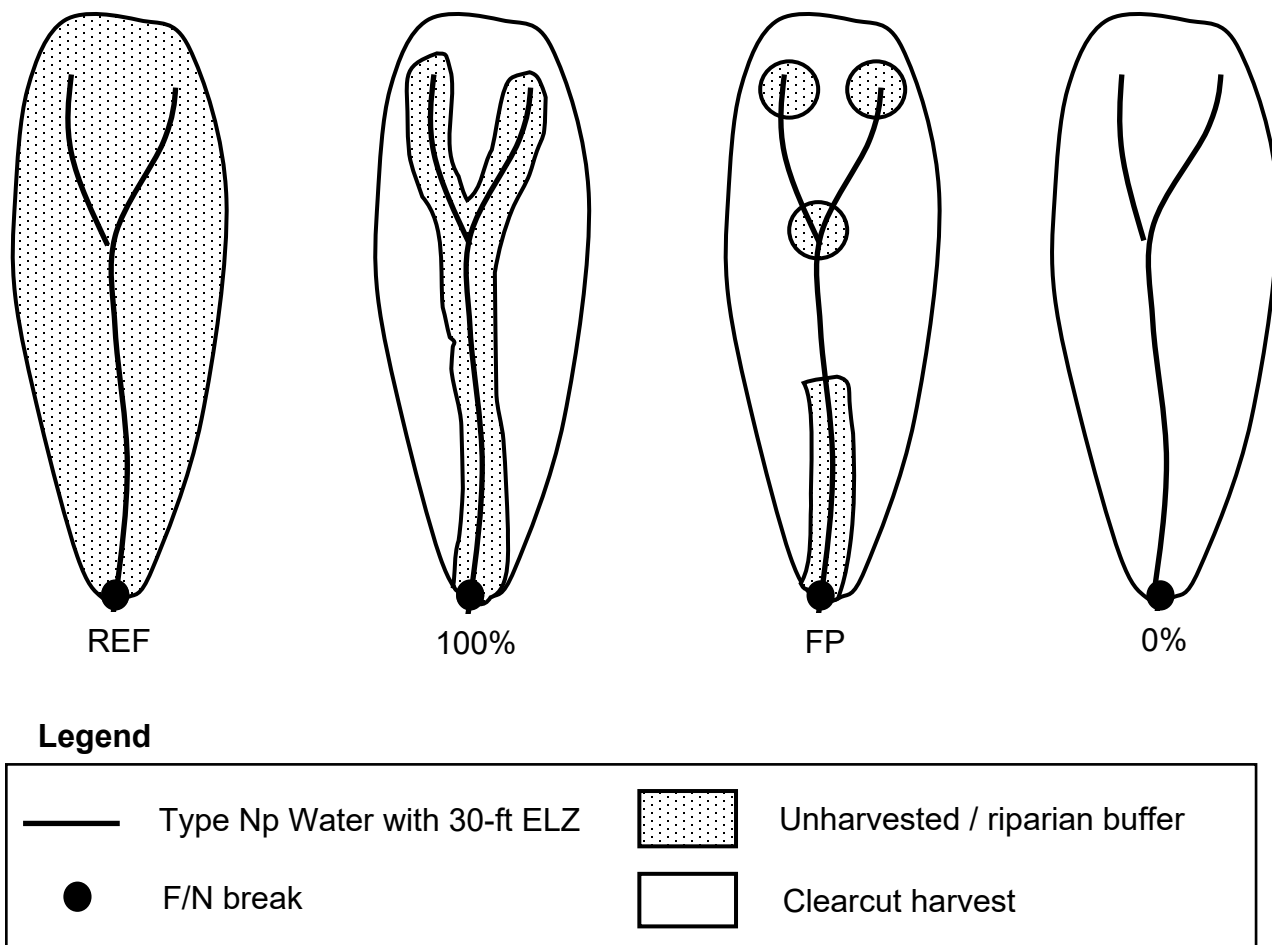 REF 100% FP 0%
Legend
Type Np Water with 30-ft ELZ Unharvested / riparian buffer
F/N break Clearcut harvest